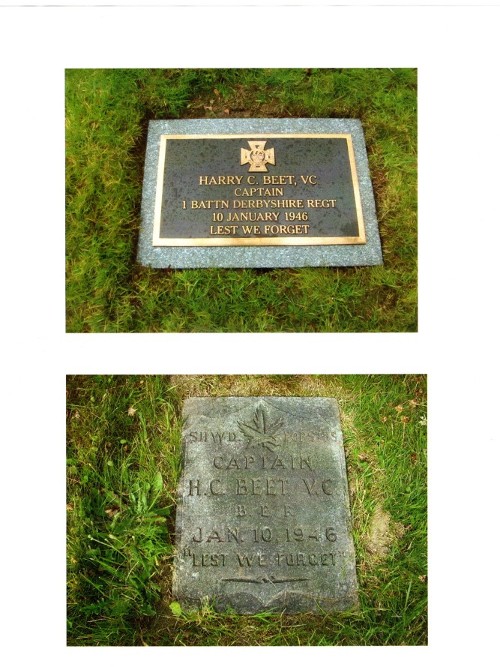 HARRY C. BEET, VC
CAPTAIN
1 BATTN DERBYSHIRE REGT
10 JANUARY 1946
LEST WE FORGET
SHWD.
CAPTAIN
H.C. BEET V.C.
B E F
JAN. 10, 1946
"LEST WE FORGET"